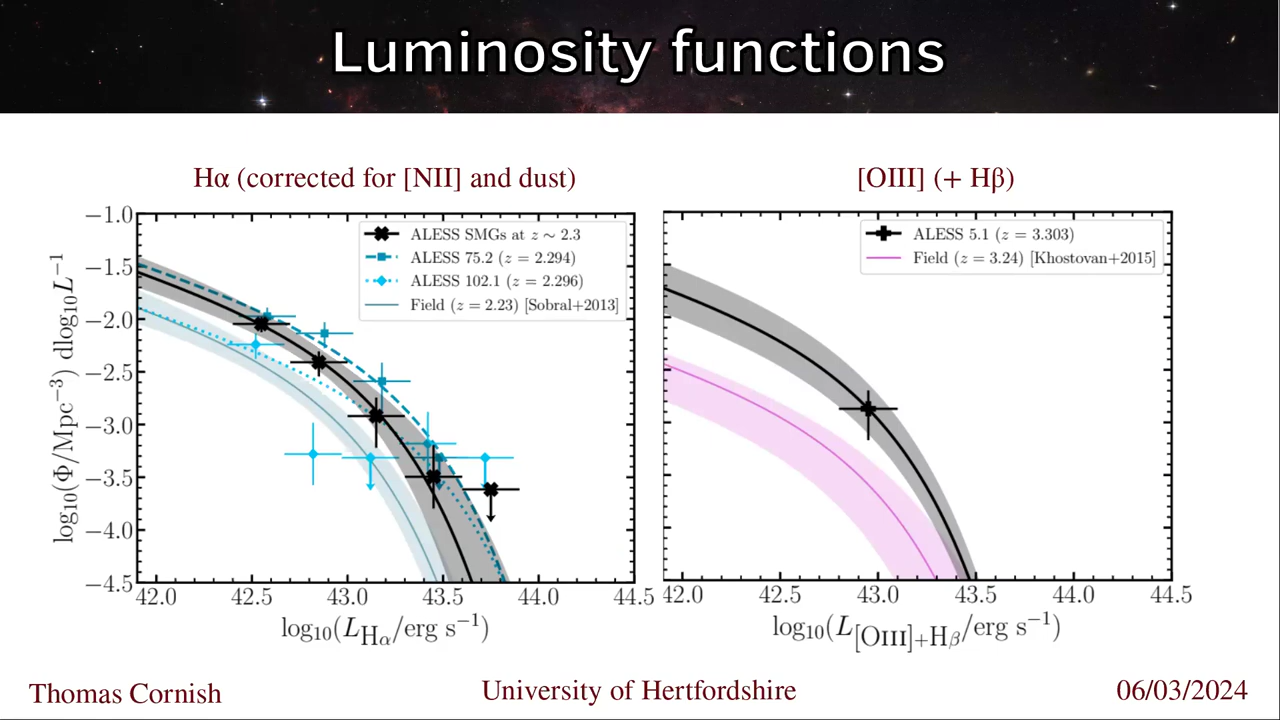 Luminosity functions
Hα (corrected for [NII] and dust)
[OIII] (+ Hβ)
log₁₀(Φ/Mpc⁻³) dlog₁₀L⁻¹
−1.0
−1.5
−2.0
−2.5
−3.0
−3.5
−4.0
−4.5
ALESS SMGs at z ∼ 2.3
ALESS 75.2 (z = 2.294)
ALESS 102.1 (z = 2.296)
Field (z = 2.23) [Sobral+2013]
42.0 42.5 43.0 43.5 44.0 44.5
log₁₀(L_Hα/erg s⁻¹)
ALESS 5.1 (z = 3.303)
Field (z = 3.24) [Khostovan+2015]
42.0 42.5 43.0 43.5 44.0 44.5
log₁₀(L_[OIII]+Hβ/erg s⁻¹)
Thomas Cornish
University of Hertfordshire
06/03/2024